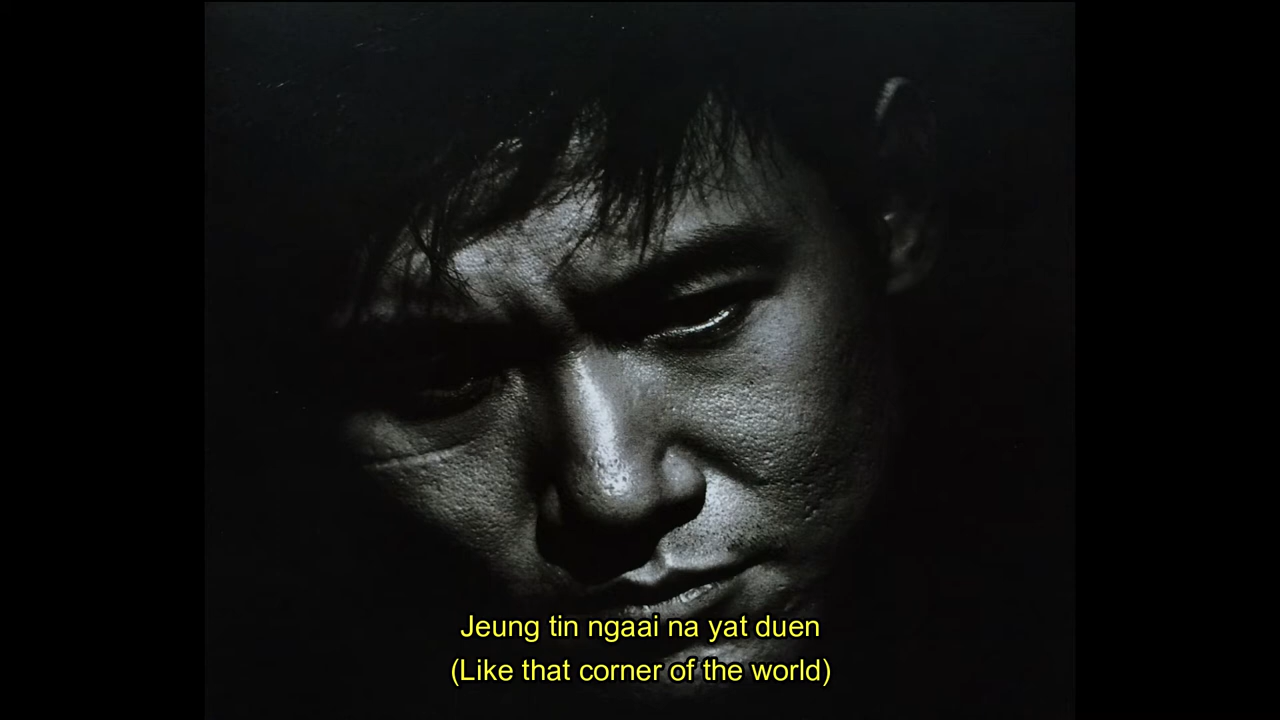 Jeung tin ngaai na yat duen
(Like that corner of the world)